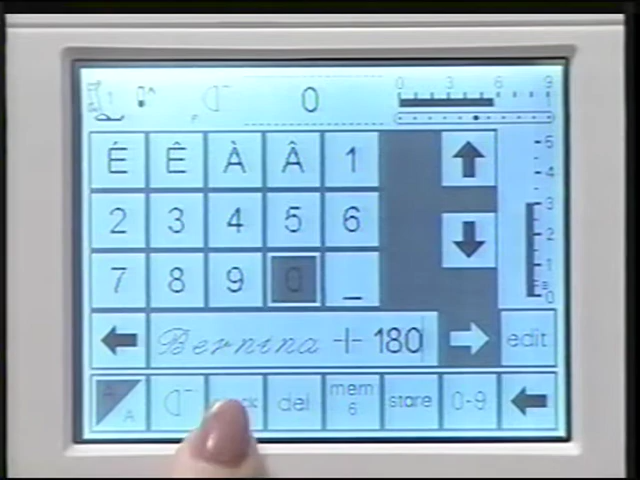 1 0 0 3 6 9
É Ê À Â 1
5
4
2 3 4 5 6
3
2
7 8 9 0 _
1
0
Bernina 180 edit
A A del mem 6 store 0-9